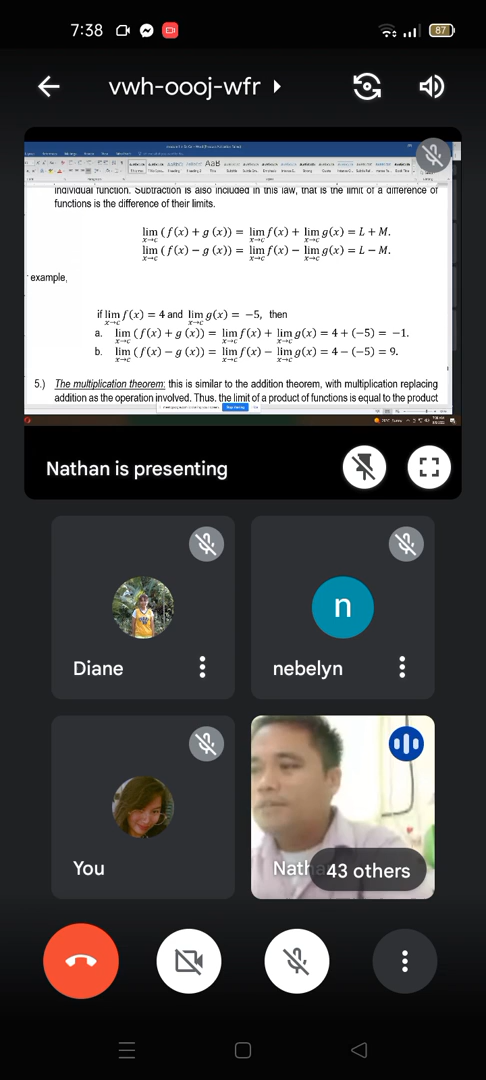 7:38
87
vwh-oooj-wfr
individual function. Subtraction is also included in this law, that is the limit of a difference of
functions is the difference of their limits.
lim x→c (f(x) + g (x)) = lim x→c f(x) + lim x→c g(x) = L + M.
lim x→c (f(x) − g (x)) = lim x→c f(x) − lim x→c g(x) = L − M.
example,
if lim x→c f(x) = 4 and lim x→c g(x) = −5, then
a. lim x→c (f(x) + g (x)) = lim x→c f(x) + lim x→c g(x) = 4 + (−5) = −1.
b. lim x→c (f(x) − g (x)) = lim x→c f(x) − lim x→c g(x) = 4 − (−5) = 9.
5.) The multiplication theorem: this is similar to the addition theorem, with multiplication replacing
addition as the operation involved. Thus, the limit of a product of functions is equal to the product
Nathan is presenting
Diane
n
nebelyn
You
Nath
43 others